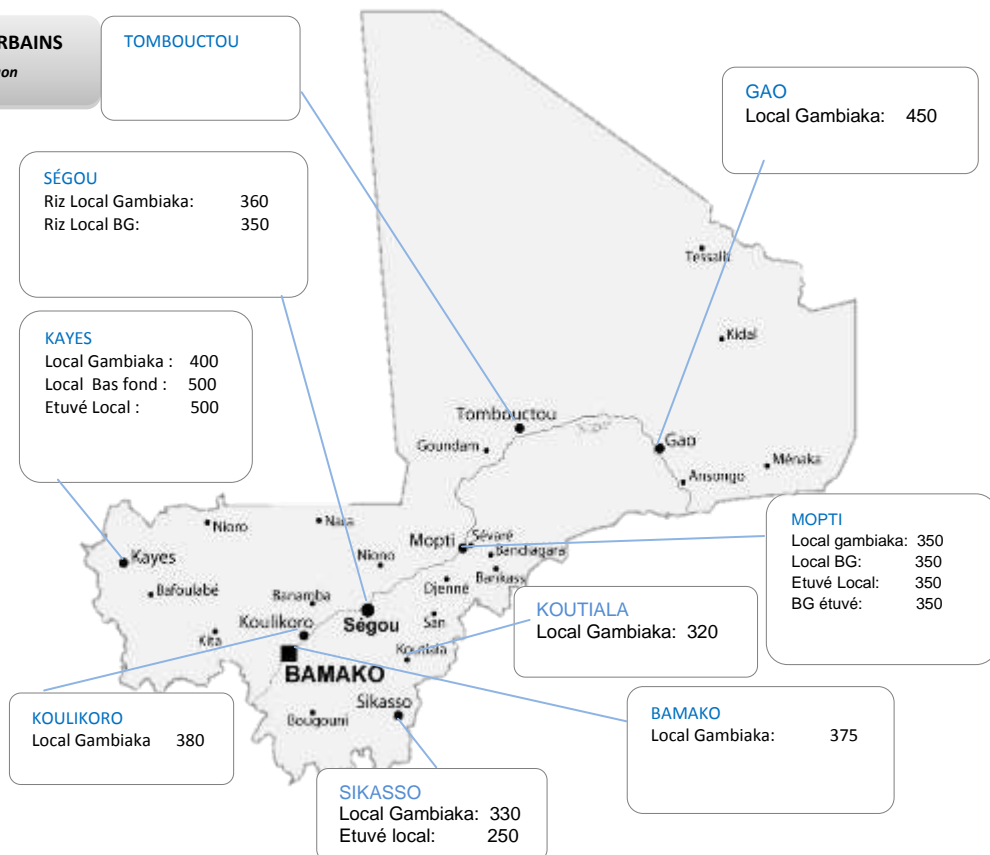 RBAINS
on
TOMBOUCTOU
GAO
Local Gambiaka: 450
SÉGOU
Riz Local Gambiaka: 360
Riz Local BG: 350
KAYES
Local Gambiaka : 400
Local Bas fond : 500
Etuvé Local : 500
Tessalit
Kidal
Tombouctou
Niger
Goundam
Gao
Ansongo
Ménaka
MOPTI
Local gambiaka: 350
Local BG: 350
Etuvé Local: 350
BG étuvé: 350
Nioro
Nara
Kayes
Niono
Mopti
Sévaré
Bandiagara
Bankass
Bafoulabé
Banamba
Djenné
Koulikoro
Ségou
San
Kita
Koutiala
BAMAKO
Sikasso
Bougouni
KOUTIALA
Local Gambiaka: 320
KOULIKORO
Local Gambiaka 380
BAMAKO
Local Gambiaka: 375
SIKASSO
Local Gambiaka: 330
Etuvé local: 250